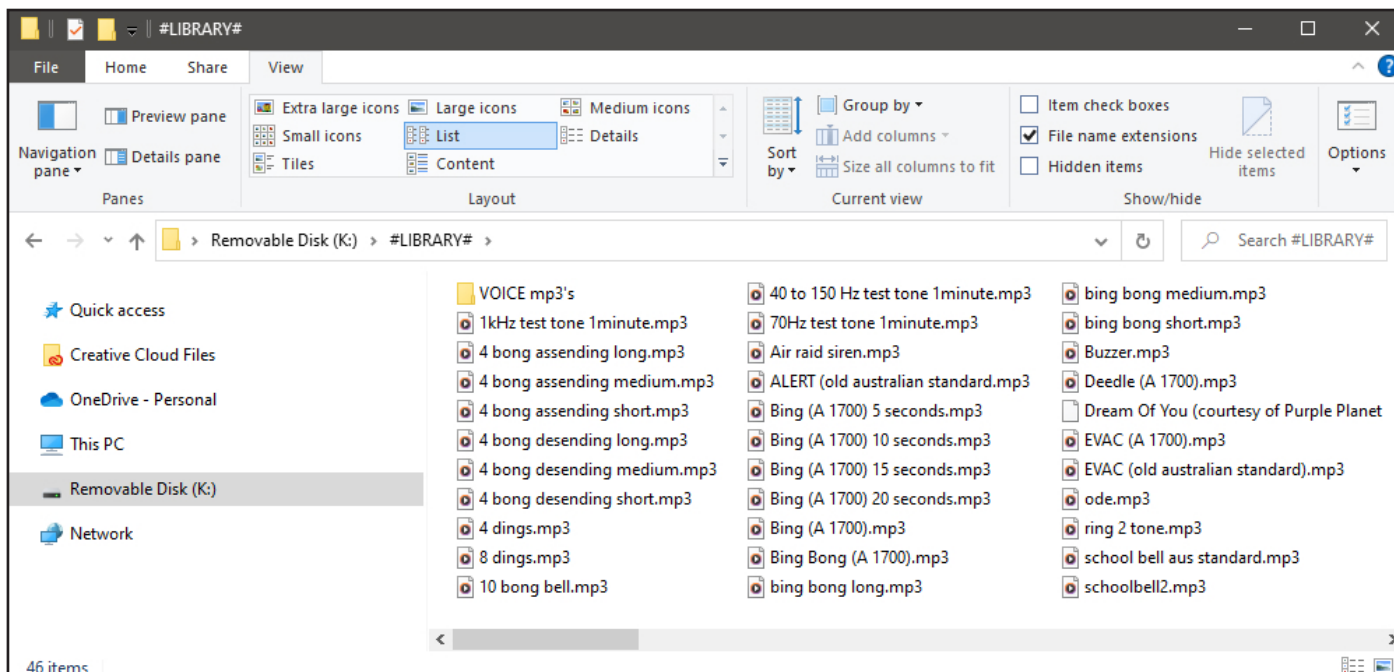 #LIBRARY#
File Home Share View
Navigation pane
Preview pane
Details pane
Panes
Extra large icons Large icons Medium icons
Small icons List Details
Tiles Content
Layout
Sort by
Group by
Add columns
Size all columns to fit
Current view
Item check boxes
File name extensions
Hidden items
Hide selected items
Show/hide
Options
Removable Disk (K:) > #LIBRARY# >
Search #LIBRARY#
Quick access
Creative Cloud Files
OneDrive - Personal
This PC
Removable Disk (K:)
Network
VOICE mp3's
1kHz test tone 1minute.mp3
4 bong assending long.mp3
4 bong assending medium.mp3
4 bong assending short.mp3
4 bong desending long.mp3
4 bong desending medium.mp3
4 bong desending short.mp3
4 dings.mp3
8 dings.mp3
10 bong bell.mp3
40 to 150 Hz test tone 1minute.mp3
70Hz test tone 1minute.mp3
Air raid siren.mp3
ALERT (old australian standard.mp3
Bing (A 1700) 5 seconds.mp3
Bing (A 1700) 10 seconds.mp3
Bing (A 1700) 15 seconds.mp3
Bing (A 1700) 20 seconds.mp3
Bing (A 1700).mp3
Bing Bong (A 1700).mp3
bing bong long.mp3
bing bong medium.mp3
bing bong short.mp3
Buzzer.mp3
Deedle (A 1700).mp3
Dream Of You (courtesy of Purple Planet
EVAC (A 1700).mp3
EVAC (old australian standard).mp3
ode.mp3
ring 2 tone.mp3
school bell aus standard.mp3
schoolbell2.mp3
46 items